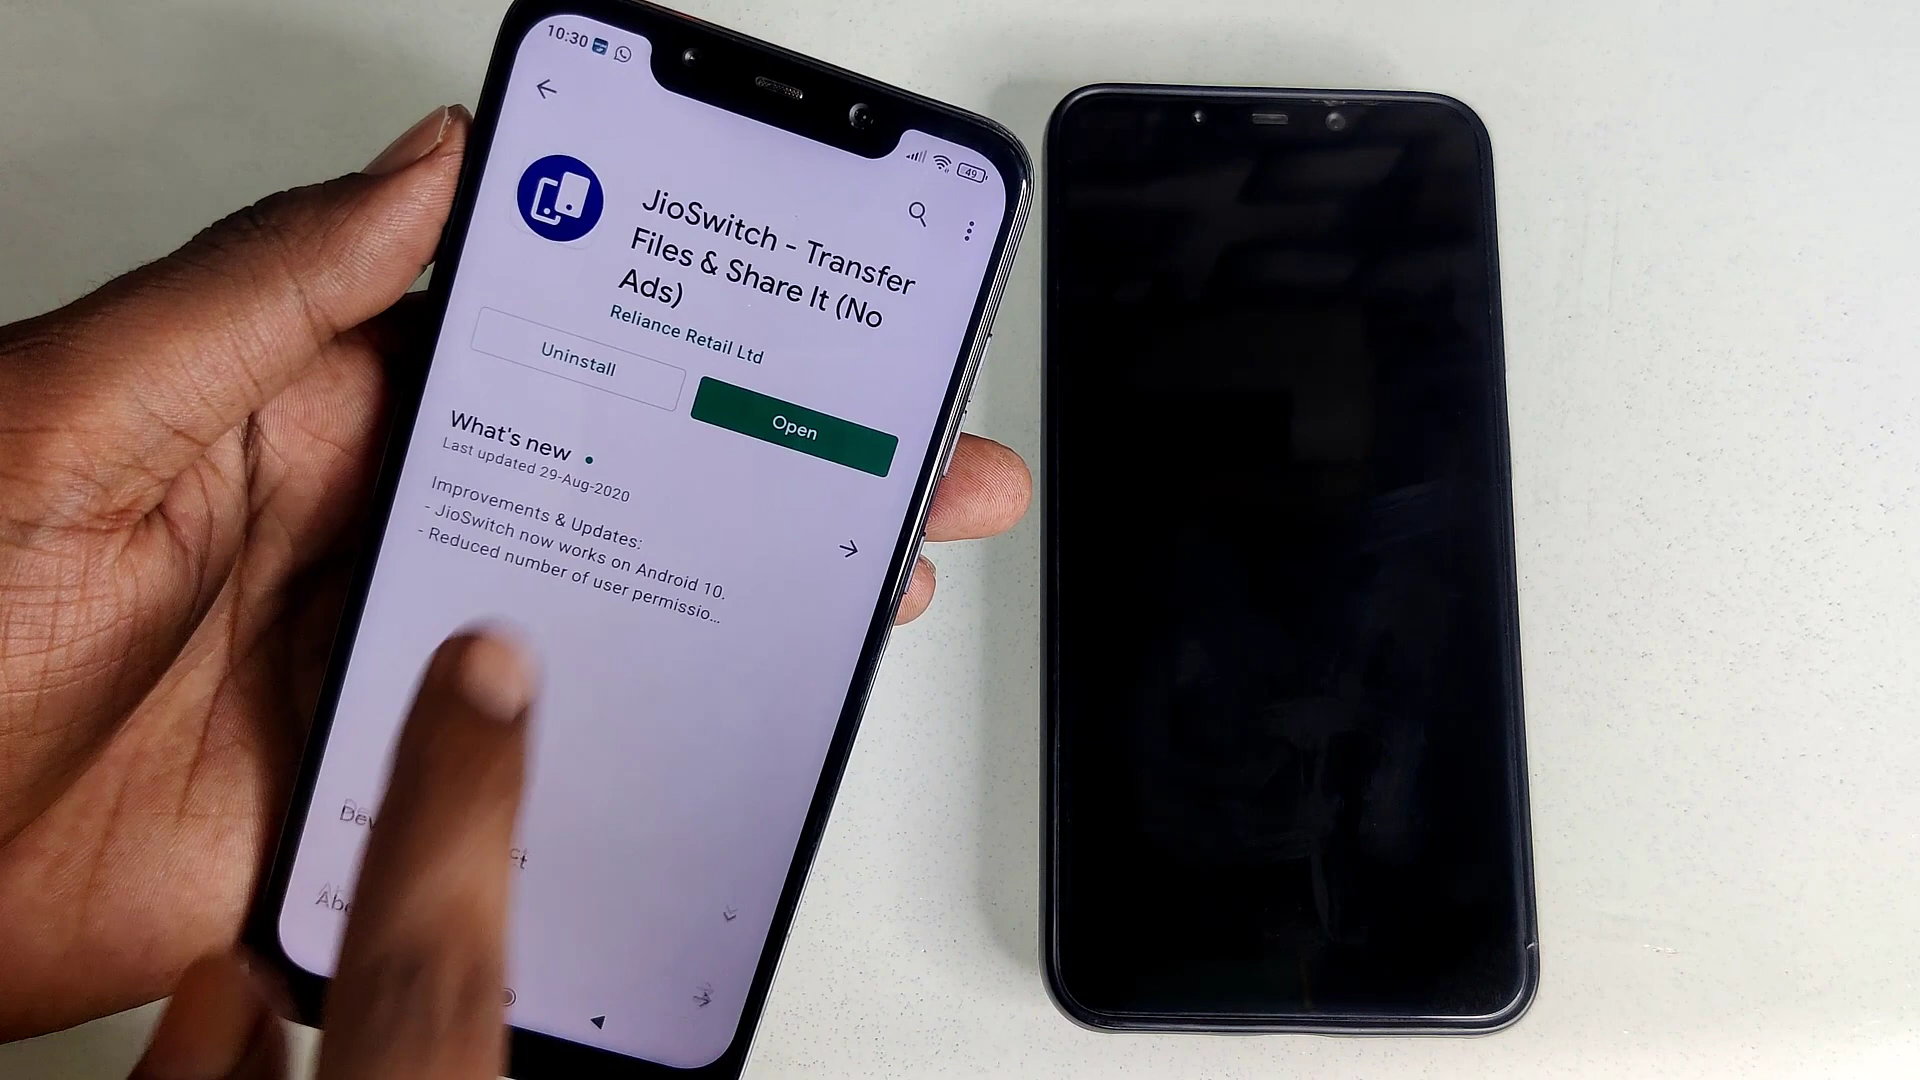 10:30
49
JioSwitch - Transfer
Files & Share It (No
Ads)
Reliance Retail Ltd
Uninstall
Open
What's new
Last updated 29-Aug-2020
Improvements & Updates:
- JioSwitch now works on Android 10.
- Reduced number of user permissio...